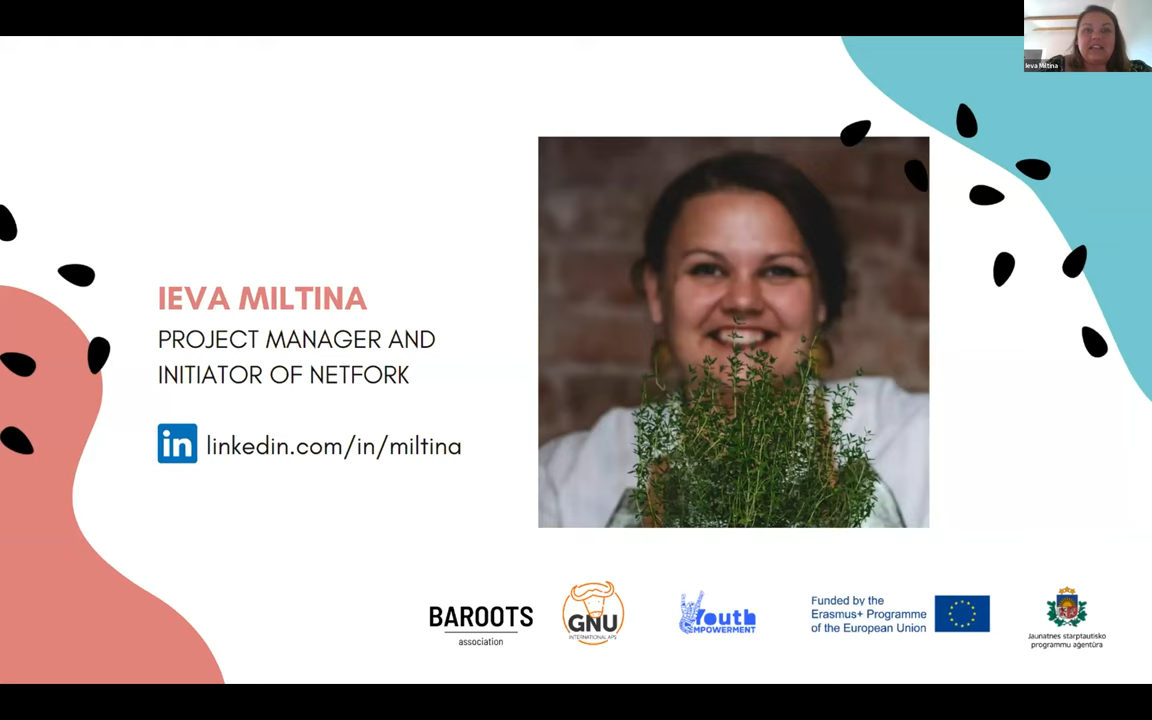 Ieva Miltina
IEVA MILTINA
PROJECT MANAGER AND
INITIATOR OF NETFORK
in linkedin.com/in/miltina
BAROOTS
association
GNU
INTERNATIONAL APS
Youth
EMPOWERMENT
Funded by the
Erasmus+ Programme
of the European Union
Jaunatnes starptautisko
programmu aģentūra